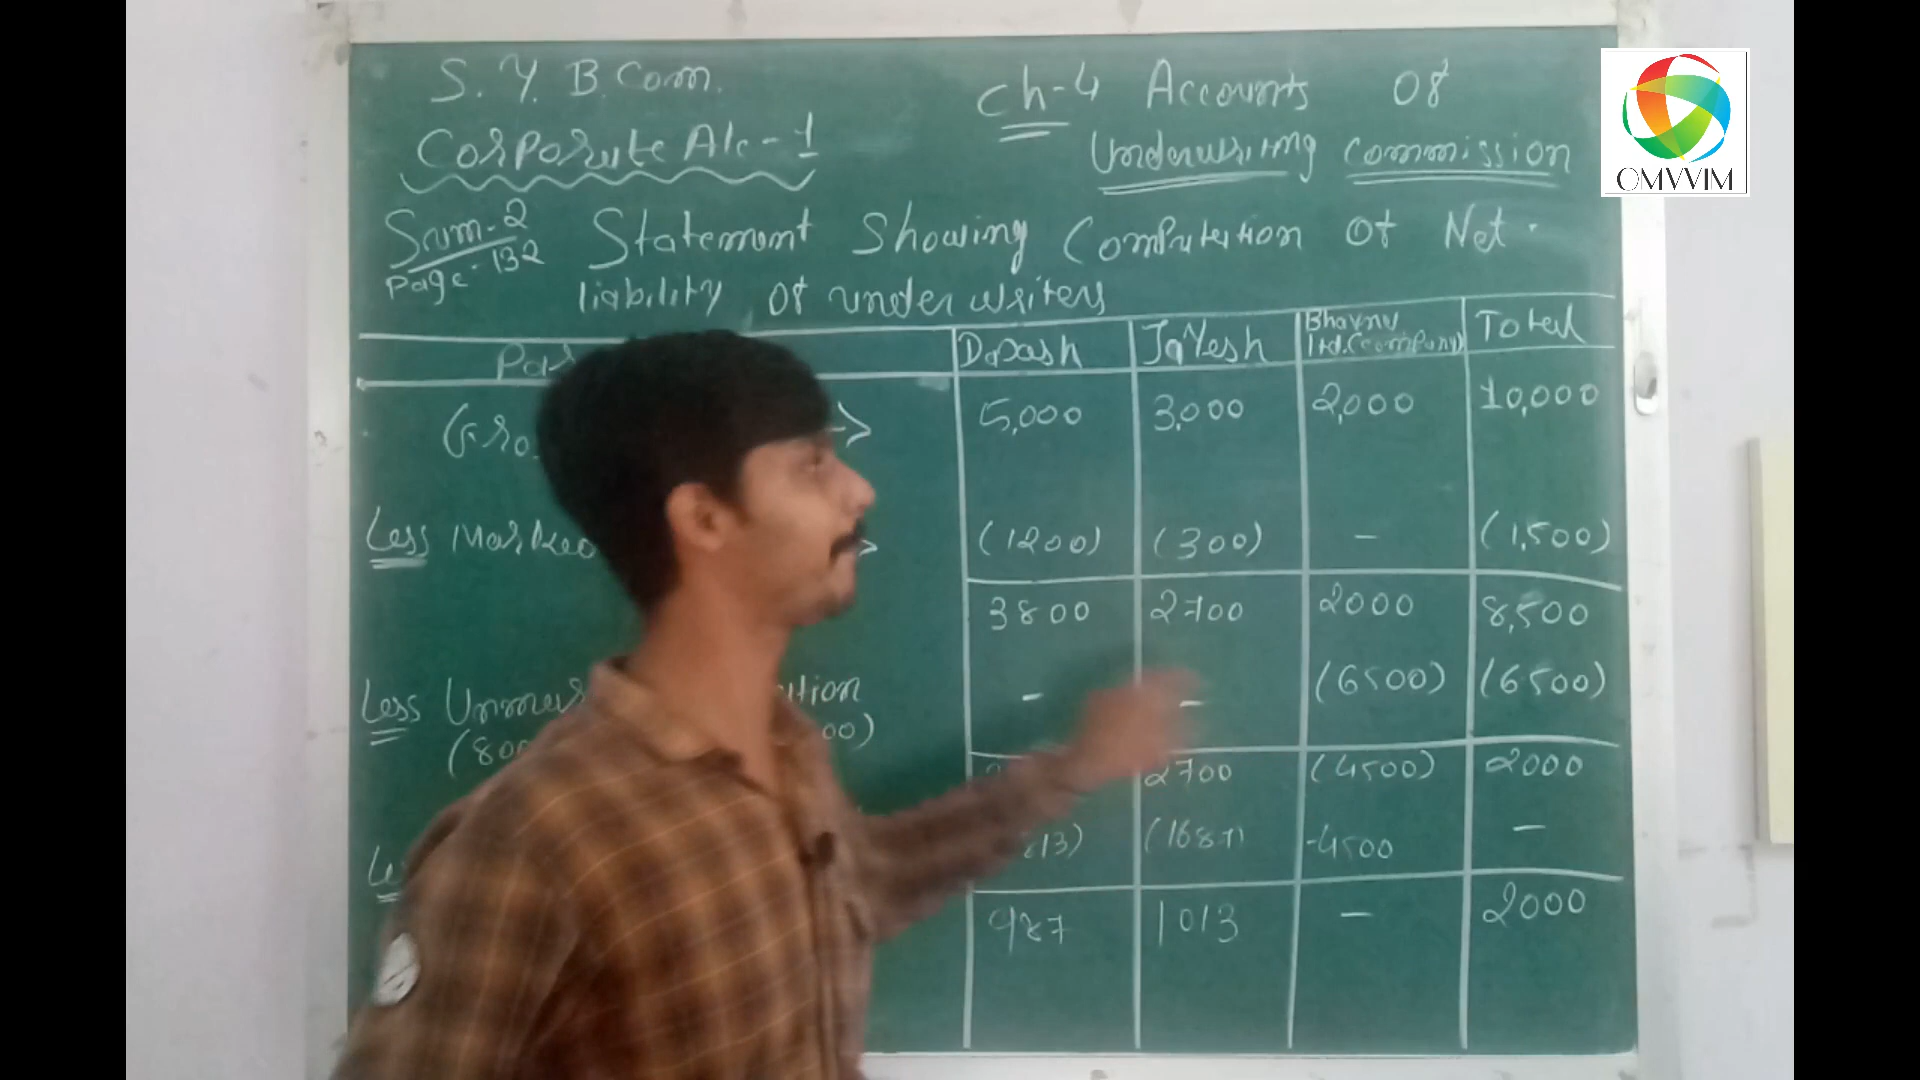 S. Y. B.Com.
Corporate A/c - 1
Ch-4 Accounts of
Underwriting commission
OMVVIM
Sum-2
Page-132
Statement Showing Computation of Net
liability of underwriters
Darsh Jayesh Bhavnu ltd.(company) Total
5,000 3,000 2,000 10,000
Less (1200) (300) - (1,500)
3800 2700 2000 8,500
Less - - (6500) (6500)
2700 (4500) 2000
(1687) -4500 -
987 1013 - 2000